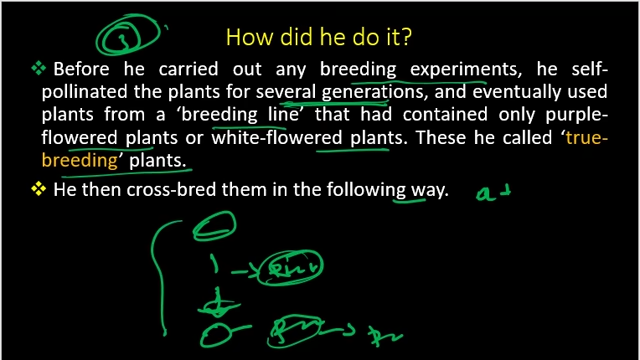 How did he do it?
Before he carried out any breeding experiments, he self-
pollinated the plants for several generations, and eventually used
plants from a ‘breeding line’ that had contained only purple-
flowered plants or white-flowered plants. These he called ‘true-
breeding’ plants.
He then cross-bred them in the following way.